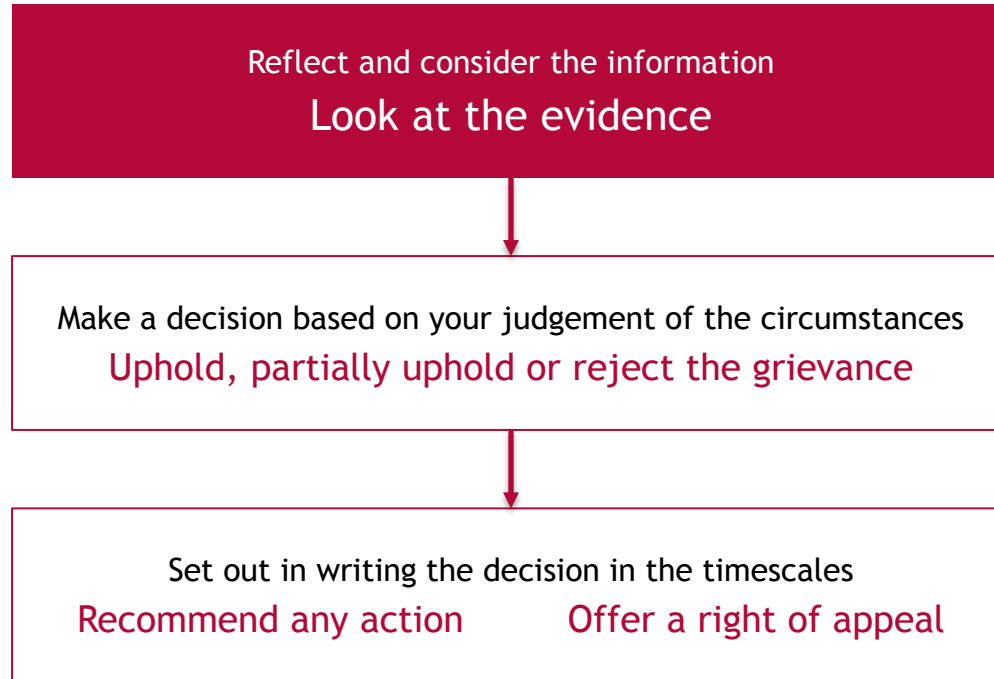 Reflect and consider the information
Look at the evidence
Make a decision based on your judgement of the circumstances
Uphold, partially uphold or reject the grievance
Set out in writing the decision in the timescales
Recommend any action Offer a right of appeal